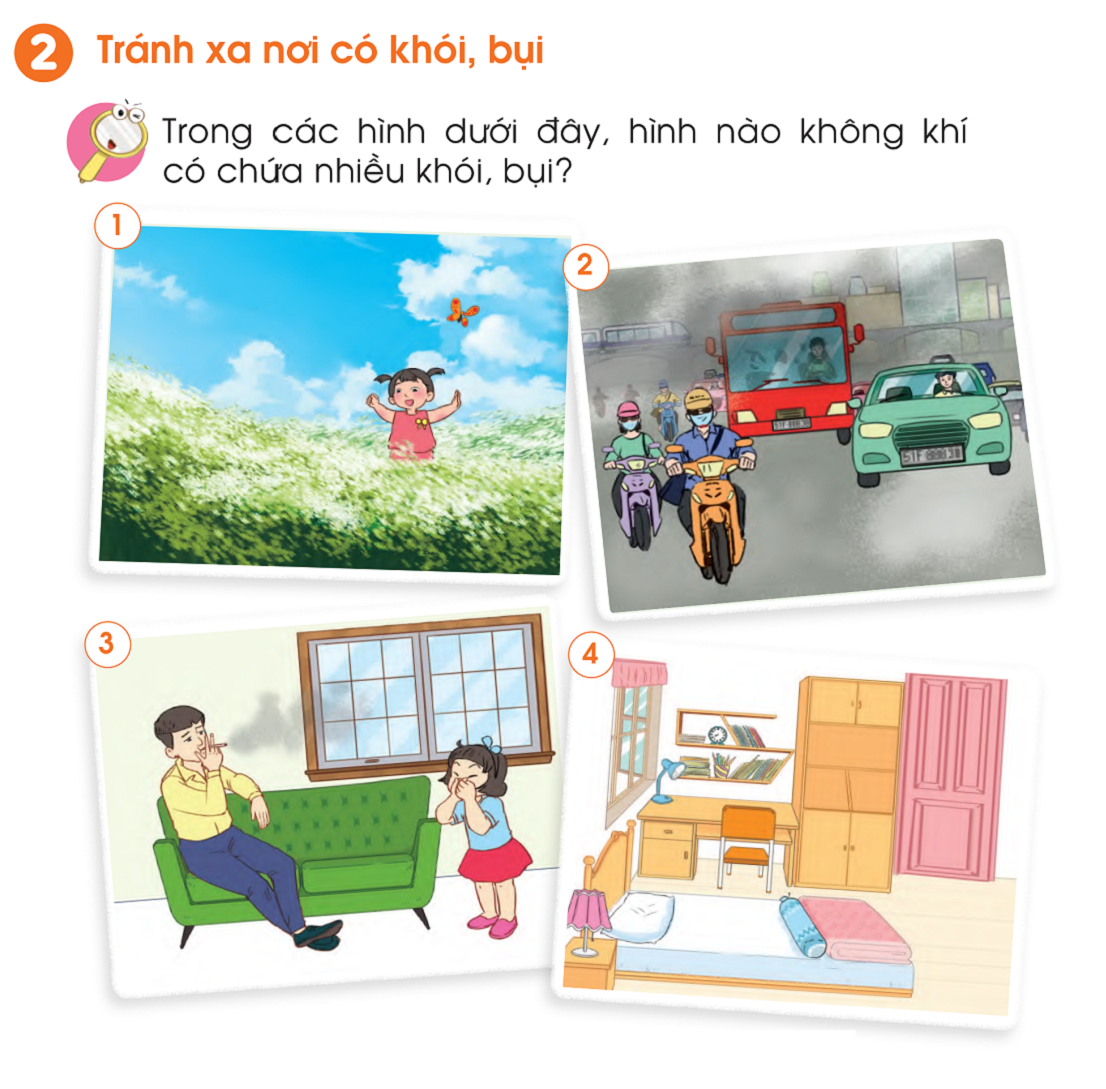 2 Tránh xa nơi có khói, bụi
Trong các hình dưới đây, hình nào không khí
có chứa nhiều khói, bụi?
1
2
3
4